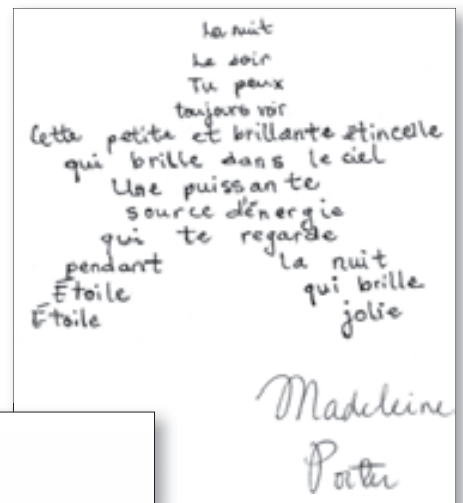 La nuit
Le soir
Tu peux
toujours voir
Cette petite et brillante étincelle
qui brille dans le ciel
Une puissante
source d'énergie
qui te regarde
pendant la nuit
Étoile qui brille
Étoile jolie
Madeleine
Porter